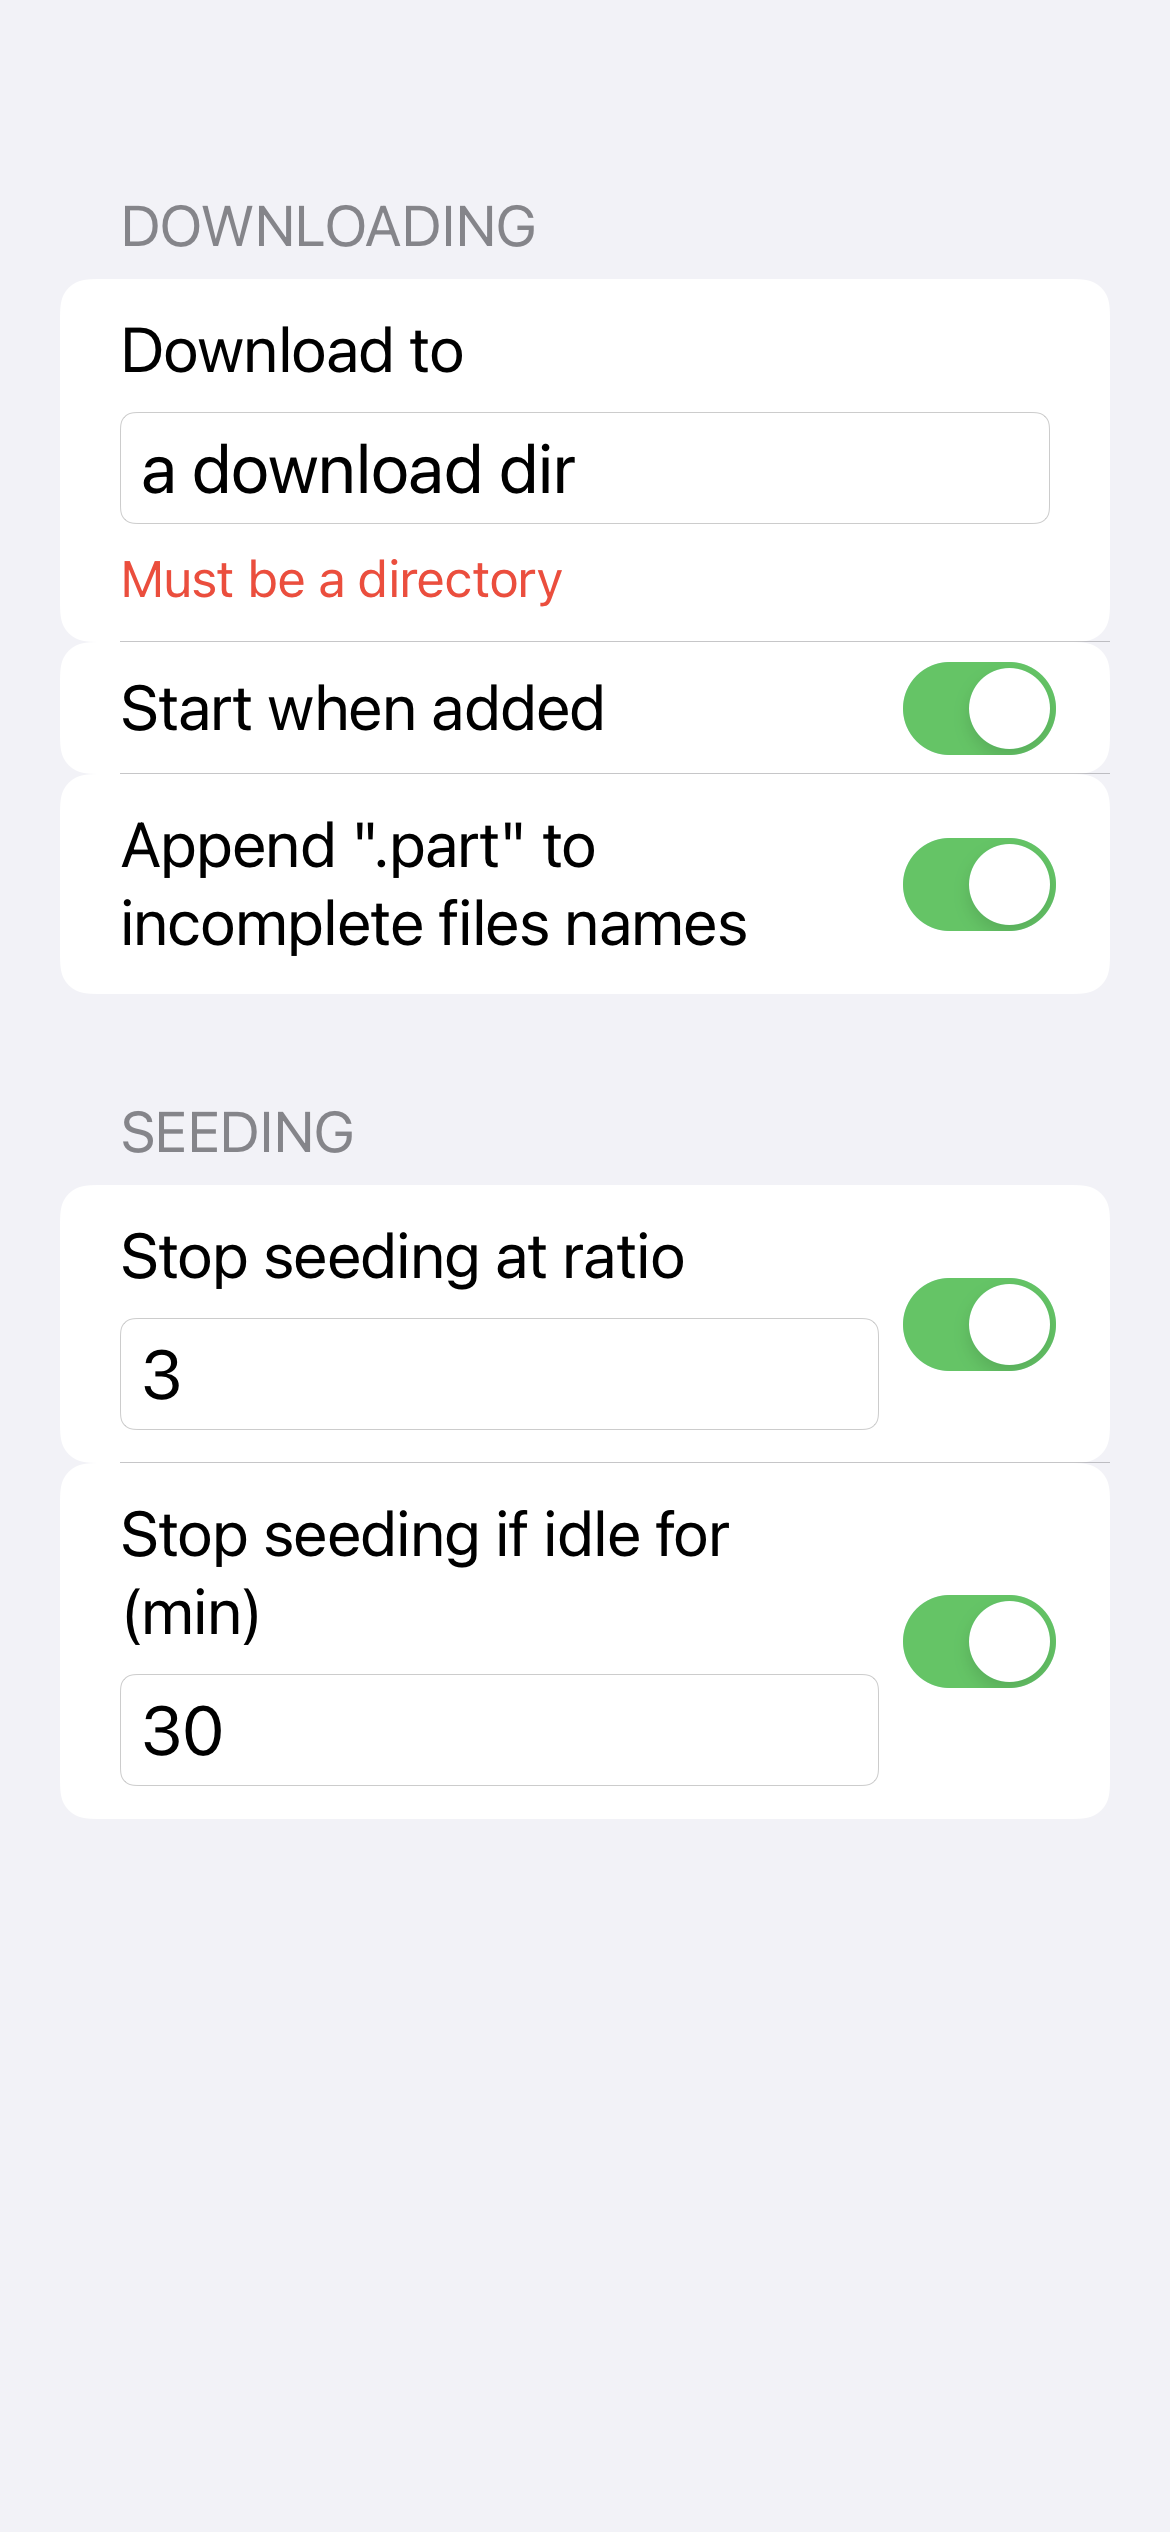 DOWNLOADING
Download to
a download dir
Must be a directory
Start when added
Append ".part" to
incomplete files names
SEEDING
Stop seeding at ratio
3
Stop seeding if idle for
(min)
30